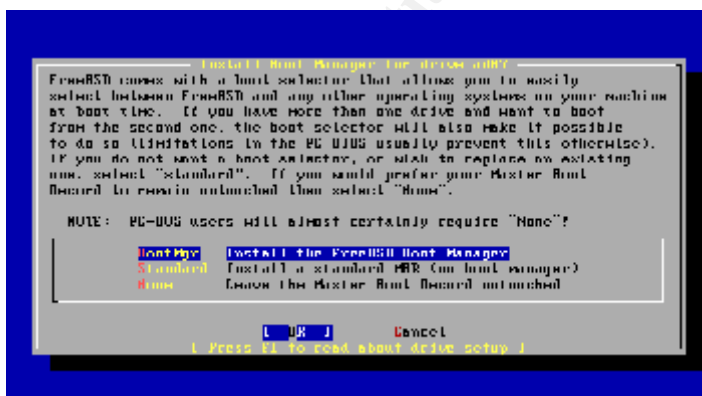 Install Boot Manager for drive ad0?
FreeBSD comes with a boot selector that allows you to easily
select between FreeBSD and any other operating systems on your machine
at boot time.  If you have more than one drive and want to boot
from the second one, the boot selector will also make it possible
to do so (limitations in the PC BIOS usually prevent this otherwise).
If you do not want a boot selector, or wish to replace an existing
one, select "standard".  If you would prefer your Master Boot
Record to remain untouched then select "None".
NOTE:  PC-DOS users will almost certainly require "None"!
BootMgr   Install the FreeBSD Boot Manager
Standard  Install a standard MBR (no boot manager)
None      Leave the Master Boot Record untouched
[  OK  ]     Cancel
[ Press F1 to read about drive setup ]